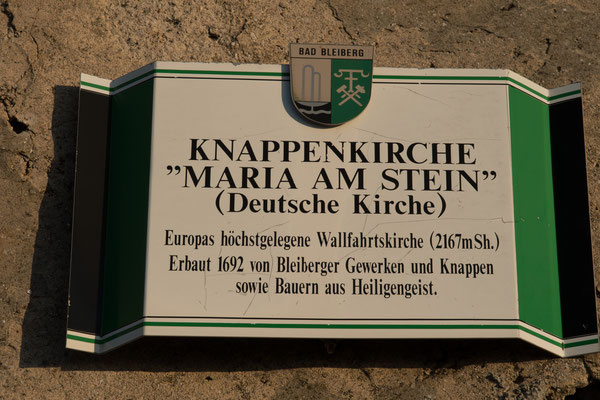 BAD BLEIBERG
KNAPPENKIRCHE
"MARIA AM STEIN"
(Deutsche Kirche)
Europas höchstgelegene Wallfahrtskirche (2167mSh.)
Erbaut 1692 von Bleiberger Gewerken und Knappen
sowie Bauern aus Heiligengeist.